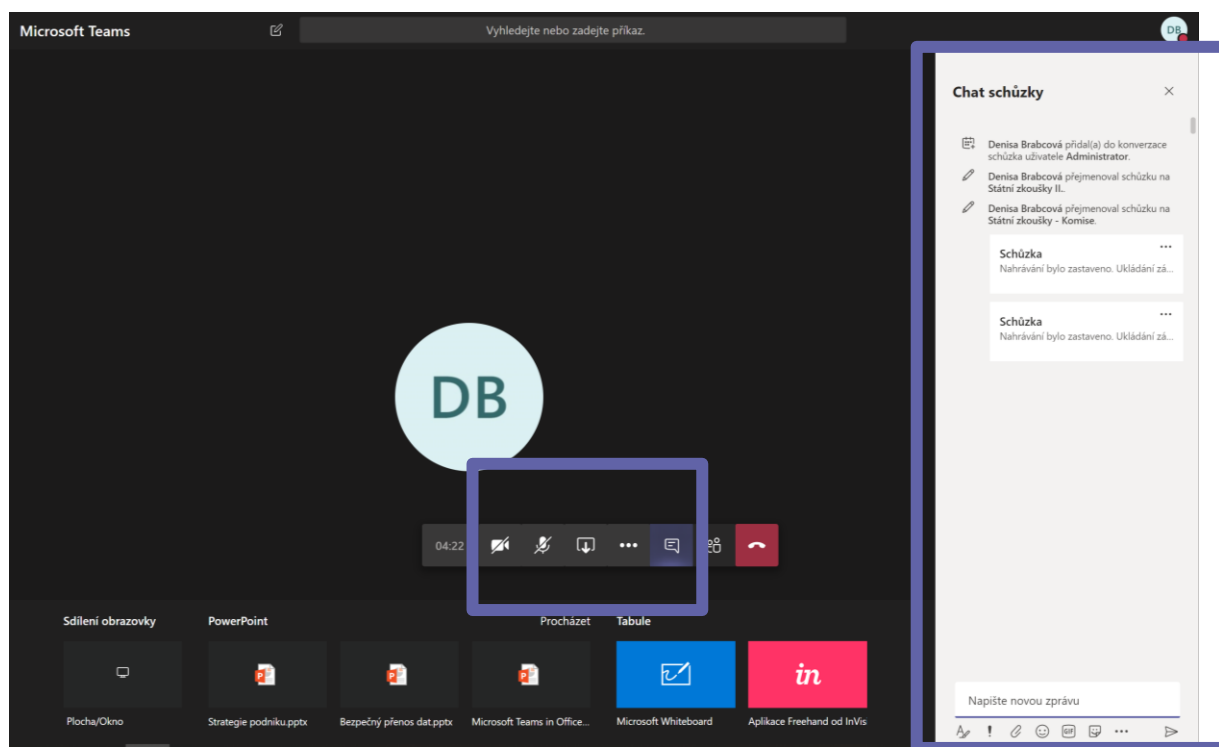 Microsoft Teams
Vyhledejte nebo zadejte příkaz.
DB
Chat schůzky
Denisa Brabcová přidal(a) do konverzace
schůzka uživatele Administrator.
Denisa Brabcová přejmenoval schůzku na
Státní zkoušky II..
Denisa Brabcová přejmenoval schůzku na
Státní zkoušky - Komise.
Schůzka
Nahrávání bylo zastaveno. Ukládání zá...
Schůzka
Nahrávání bylo zastaveno. Ukládání zá...
DB
04:22
Sdílení obrazovky
PowerPoint
Procházet
Tabule
in
Plocha/Okno
Strategie podniku.pptx
Bezpečný přenos dat.pptx
Microsoft Teams in Office...
Microsoft Whiteboard
Aplikace Freehand od InVis
Napište novou zprávu
GIF